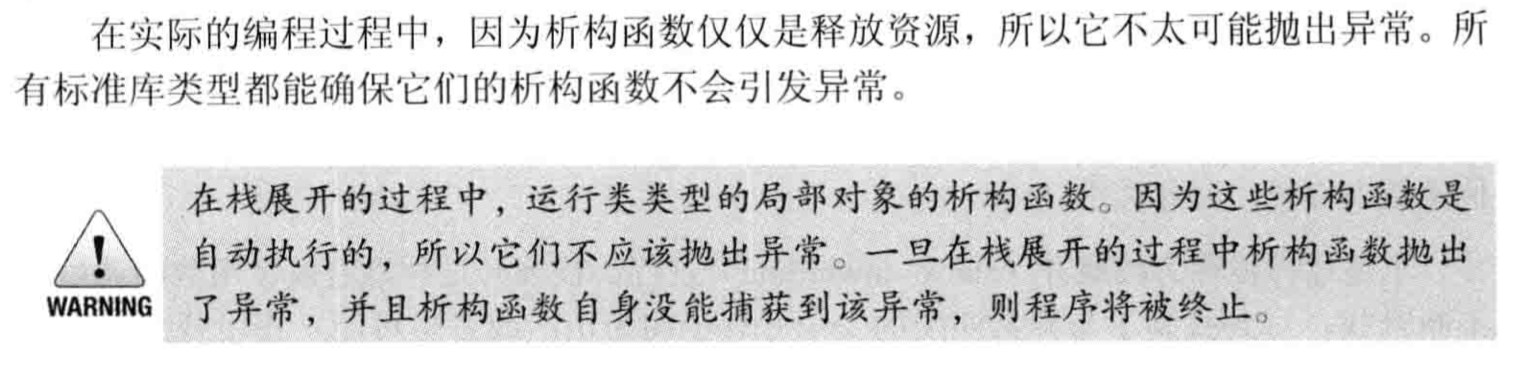 在实际的编程过程中，因为析构函数仅仅是释放资源，所以它不太可能抛出异常。所
有标准库类型都能确保它们的析构函数不会引发异常。
在栈展开的过程中，运行类类型的局部对象的析构函数。因为这些析构函数是
自动执行的，所以它们不应该抛出异常。一旦在栈展开的过程中析构函数抛出
WARNING
了异常，并且析构函数自身没能捕获到该异常，则程序将被终止。